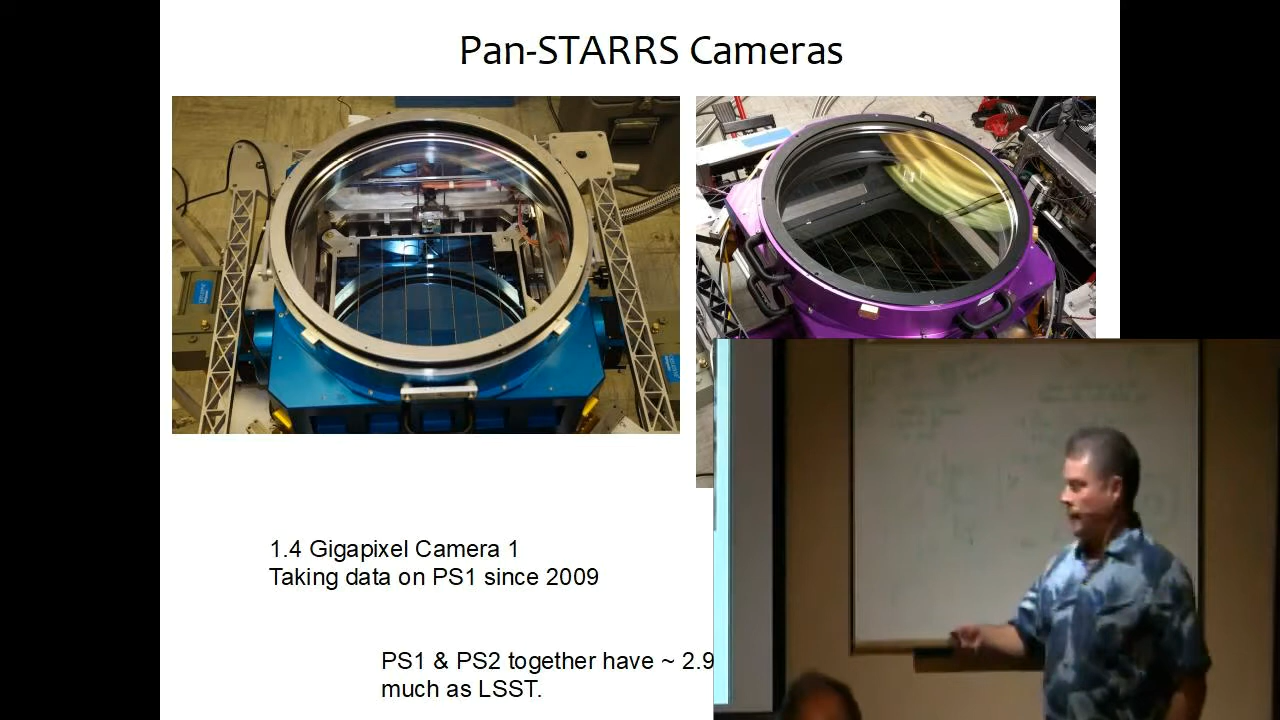 Pan-STARRS Cameras
1.4 Gigapixel Camera 1
Taking data on PS1 since 2009
PS1 & PS2 together have ~ 2.9
much as LSST.